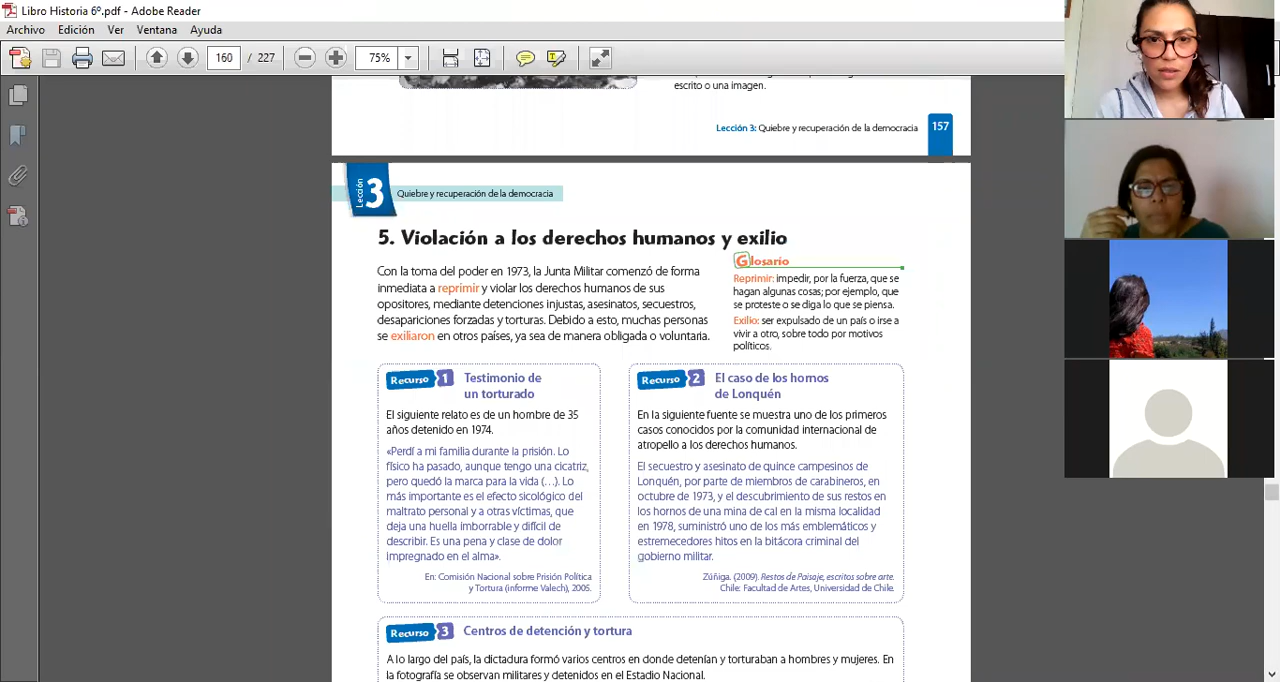 Libro Historia 6º.pdf - Adobe Reader
Archivo Edición Ver Ventana Ayuda
160 / 227 75%
escrito o una imagen.
Lección 3: Quiebre y recuperación de la democracia 157
Lección 3 Quiebre y recuperación de la democracia
5. Violación a los derechos humanos y exilio
Con la toma del poder en 1973, la Junta Militar comenzó de forma
inmediata a reprimir y violar los derechos humanos de sus
opositores, mediante detenciones injustas, asesinatos, secuestros,
desapariciones forzadas y torturas. Debido a esto, muchas personas
se exiliaron en otros países, ya sea de manera obligada o voluntaria.
Glosario
Reprimir: impedir, por la fuerza, que se
hagan algunas cosas; por ejemplo, que
se proteste o se diga lo que se piensa.
Exilio: ser expulsado de un país o irse a
vivir a otro, sobre todo por motivos
políticos.
Recurso 1 Testimonio de
un torturado
El siguiente relato es de un hombre de 35
años detenido en 1974.
«Perdí a mi familia durante la prisión. Lo
físico ha pasado, aunque tengo una cicatriz,
pero quedó la marca para la vida (...). Lo
más importante es el efecto sicológico del
maltrato personal y a otras víctimas, que
deja una huella imborrable y difícil de
describir. Es una pena y clase de dolor
impregnado en el alma».
En: Comisión Nacional sobre Prisión Política
y Tortura (informe Valech), 2005.
Recurso 2 El caso de los hornos
de Lonquén
En la siguiente fuente se muestra uno de los primeros
casos conocidos por la comunidad internacional de
atropello a los derechos humanos.
El secuestro y asesinato de quince campesinos de
Lonquén, por parte de miembros de carabineros, en
octubre de 1973, y el descubrimiento de sus restos en
los hornos de una mina de cal en la misma localidad
en 1978, suministró uno de los más emblemáticos y
estremecedores hitos en la bitácora criminal del
gobierno militar.
Zúñiga. (2009). Restos de Paisaje, escritos sobre arte.
Chile: Facultad de Artes, Universidad de Chile.
Recurso 3 Centros de detención y tortura
A lo largo del país, la dictadura formó varios centros en donde detenían y torturaban a hombres y mujeres. En
la fotografía se observan militares y detenidos en el Estadio Nacional.